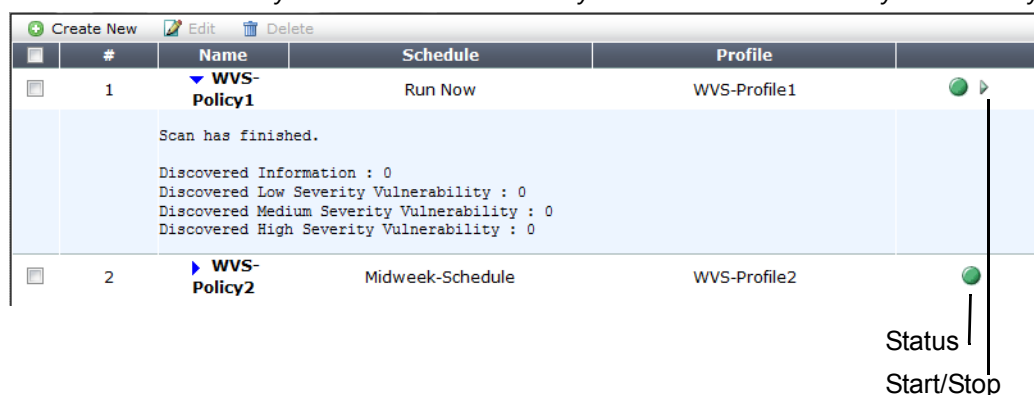 Create New Edit Delete
# Name Schedule Profile
1 WVS-Policy1 Run Now WVS-Profile1
Scan has finished.
Discovered Information : 0
Discovered Low Severity Vulnerability : 0
Discovered Medium Severity Vulnerability : 0
Discovered High Severity Vulnerability : 0
2 WVS-Policy2 Midweek-Schedule WVS-Profile2
Status
Start/Stop